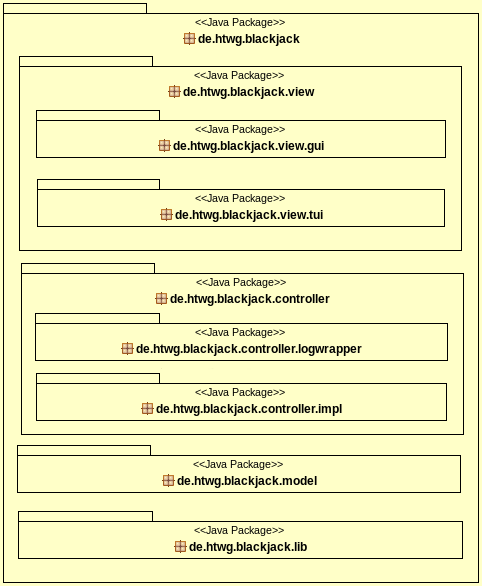 <<Java Package>>
de.htwg.blackjack
<<Java Package>>
de.htwg.blackjack.view
<<Java Package>>
de.htwg.blackjack.view.gui
<<Java Package>>
de.htwg.blackjack.view.tui
<<Java Package>>
de.htwg.blackjack.controller
<<Java Package>>
de.htwg.blackjack.controller.logwrapper
<<Java Package>>
de.htwg.blackjack.controller.impl
<<Java Package>>
de.htwg.blackjack.model
<<Java Package>>
de.htwg.blackjack.lib